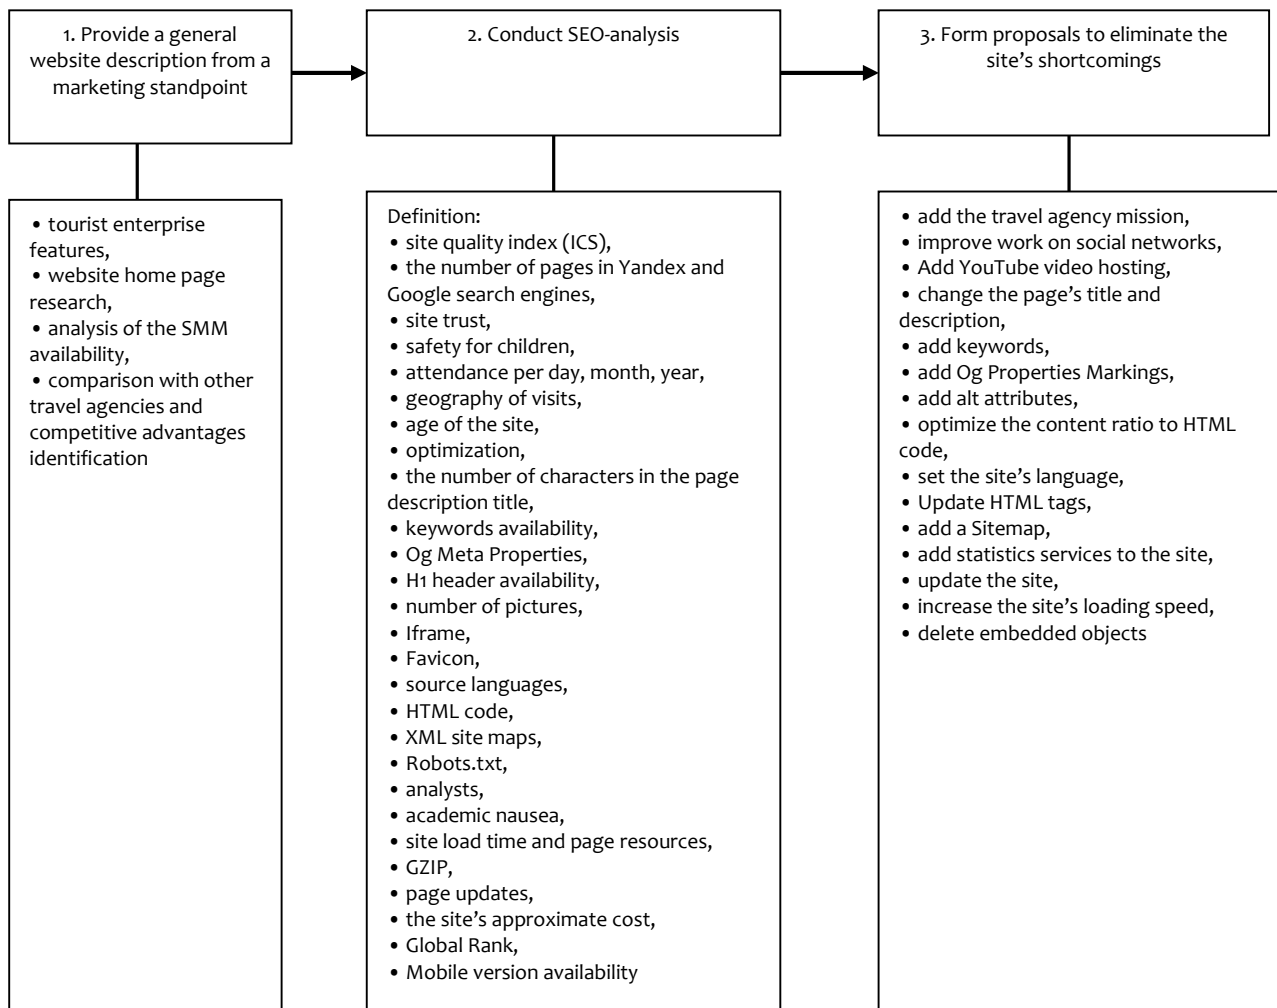 1. Provide a general
website description from a
marketing standpoint
2. Conduct SEO-analysis
3. Form proposals to eliminate the
site’s shortcomings
• tourist enterprise
features,
• website home page
research,
• analysis of the SMM
availability,
• comparison with other
travel agencies and
competitive advantages
identification
Definition:
• site quality index (ICS),
• the number of pages in Yandex and
Google search engines,
• site trust,
• safety for children,
• attendance per day, month, year,
• geography of visits,
• age of the site,
• optimization,
• the number of characters in the page
description title,
• keywords availability,
• Og Meta Properties,
• H1 header availability,
• number of pictures,
• Iframe,
• Favicon,
• source languages,
• HTML code,
• XML site maps,
• Robots.txt,
• analysts,
• academic nausea,
• site load time and page resources,
• GZIP,
• page updates,
• the site’s approximate cost,
• Global Rank,
• Mobile version availability
• add the travel agency mission,
• improve work on social networks,
• Add YouTube video hosting,
• change the page’s title and
description,
• add keywords,
• add Og Properties Markings,
• add alt attributes,
• optimize the content ratio to HTML
code,
• set the site’s language,
• Update HTML tags,
• add a Sitemap,
• add statistics services to the site,
• update the site,
• increase the site’s loading speed,
• delete embedded objects